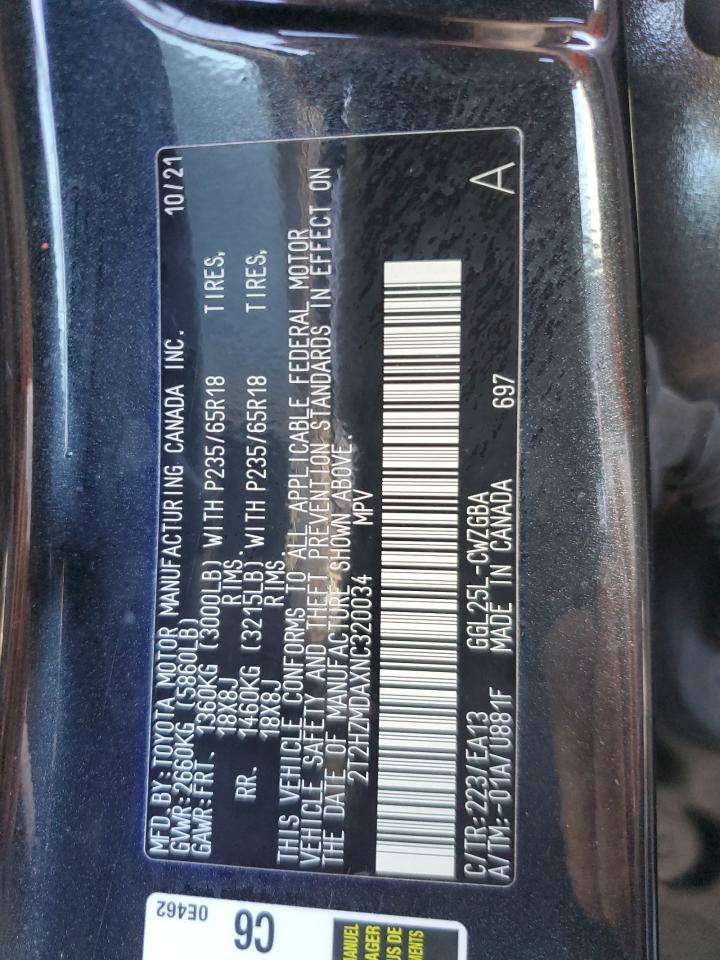 MFD. BY: TOYOTA MOTOR MANUFACTURING CANADA INC. 10/21
GVWR: 2660KG (5860LB)
GAWR: FRT. 1360KG (3000LB) WITH P235/65R18 TIRES,
18X8J RIMS.
RR. 1460KG (3215LB) WITH P235/65R18 TIRES,
18X8J RIMS.
THIS VEHICLE CONFORMS TO ALL APPLICABLE FEDERAL MOTOR
VEHICLE SAFETY AND THEFT PREVENTION STANDARDS IN EFFECT ON
THE DATE OF MANUFACTURE SHOWN ABOVE.
2T2HZMDAXNC320034 MPV
C/TR: 223/EA13 GGL25L-CWZGBA A
A/TM: -01A/U881F MADE IN CANADA 697
0E462
C6
MANUEL
US DE